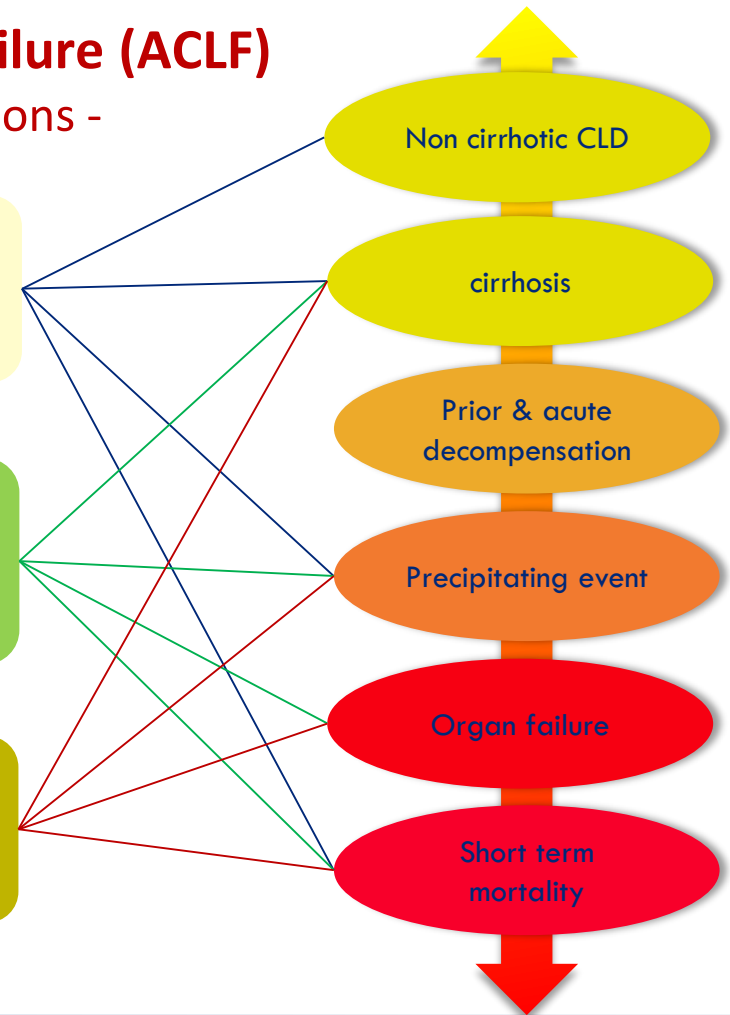 ilure (ACLF)
ons -
Non cirrhotic CLD
cirrhosis
Prior & acute
decompensation
Precipitating event
Organ failure
Short term
mortality